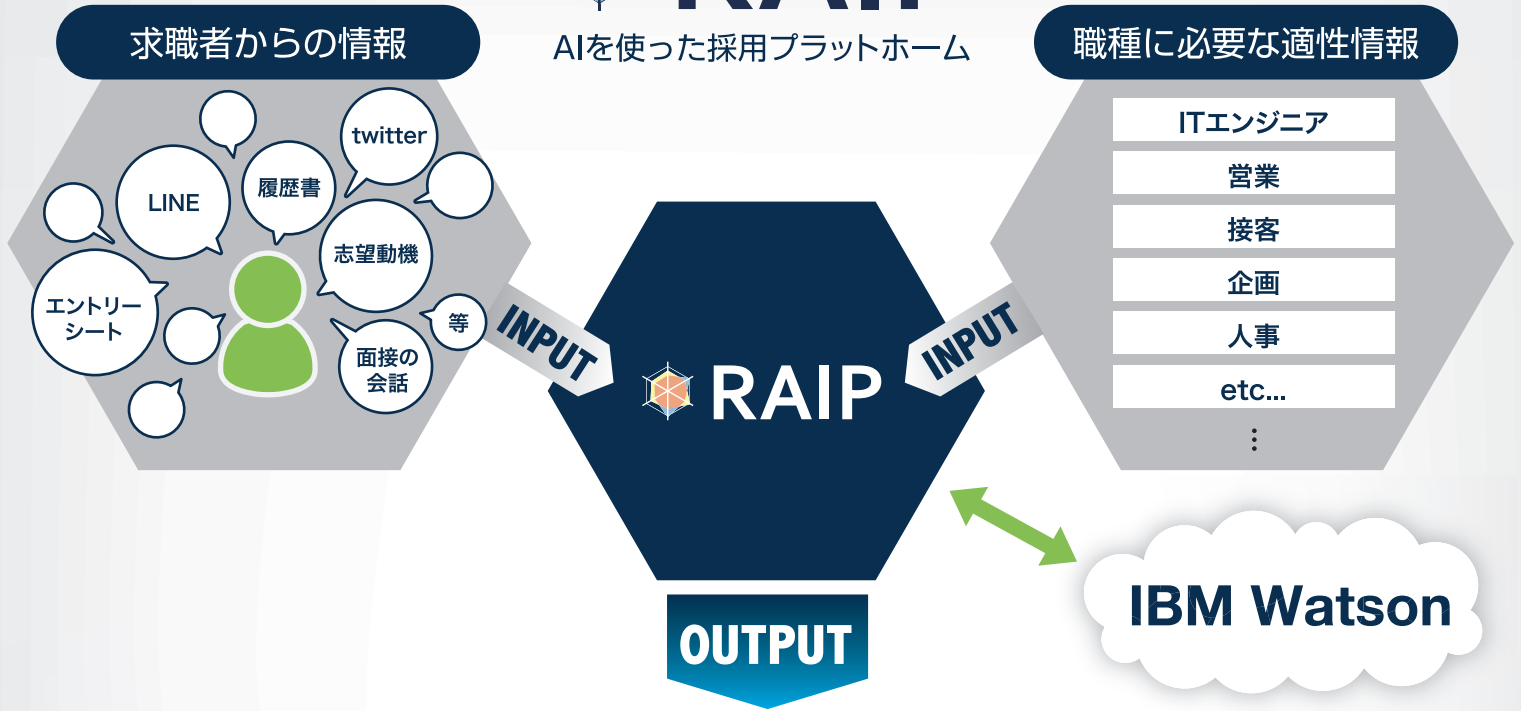 RAIP
AIを使った採用プラットホーム
求職者からの情報
twitter
LINE
履歴書
志望動機
エントリー
シート
等
面接の
会話
INPUT
RAIP
INPUT
職種に必要な適性情報
ITエンジニア
営業
接客
企画
人事
etc...
⋮
IBM Watson
OUTPUT